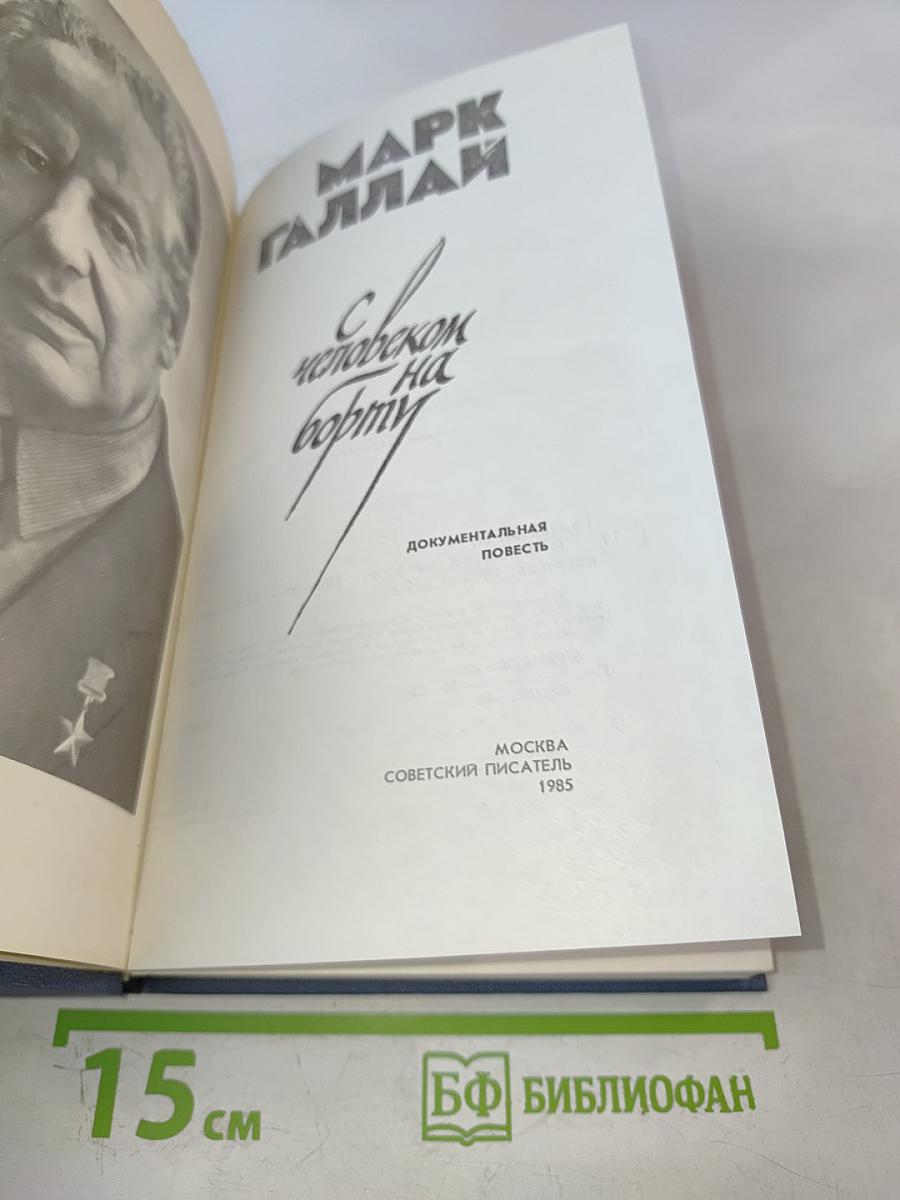 МАРК
ГАЛЛАЙ
с
человеком
на
борту
ДОКУМЕНТАЛЬНАЯ
ПОВЕСТЬ
МОСКВА
СОВЕТСКИЙ ПИСАТЕЛЬ
1985
15 см
БФ БИБЛИОФАН